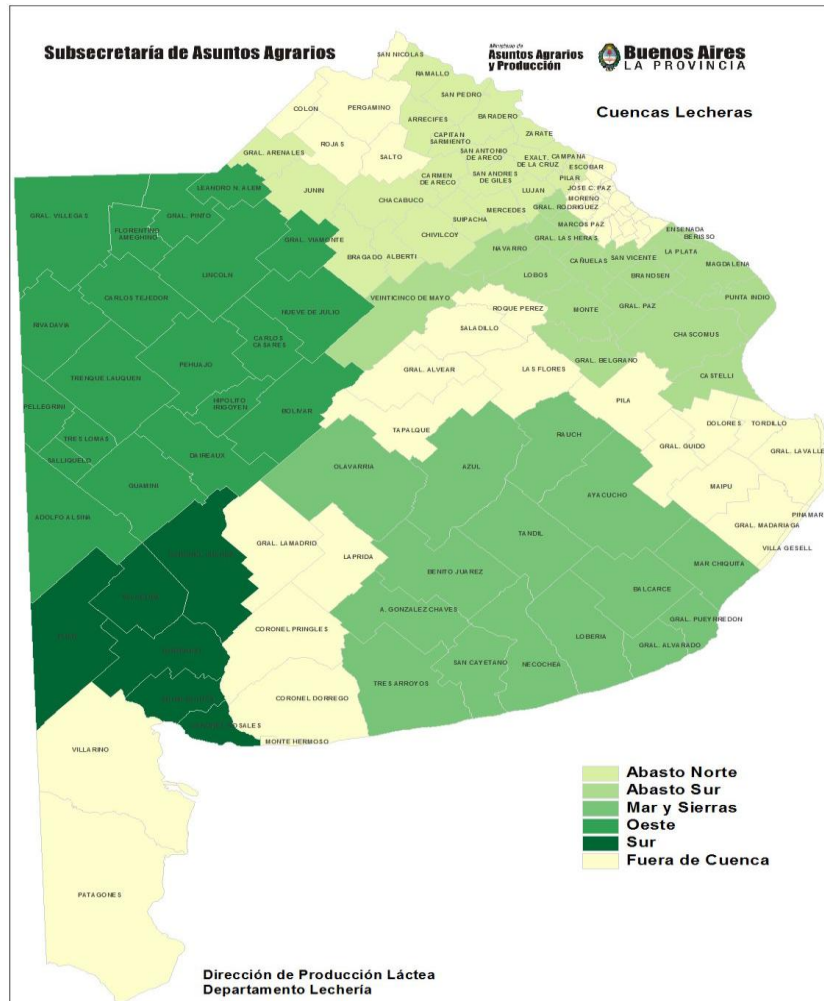 Subsecretaría de Asuntos Agrarios
Ministerio de
Asuntos Agrarios
y Producción
Buenos Aires
LA PROVINCIA
Cuencas Lecheras
SAN NICOLAS
RAMALLO
SAN PEDRO
COLON
PERGAMINO
ARRECIFES
BARADERO
CAPITAN
SARMIENTO
ZARATE
ROJAS
SALTO
SAN ANTONIO
DE ARECO
EXALT.
DE LA CRUZ
CAMPANA
ESCOBAR
GRAL. ARENALES
CARMEN
DE ARECO
SAN ANDRES
DE GILES
PILAR
JOSE C. PAZ
LEANDRO N. ALEM
JUNIN
LUJAN
MORENO
GRAL. RODRIGUEZ
CHACABUCO
MERCEDES
SUIPACHA
MARCOS PAZ
GRAL. VILLEGAS
FLORENTINO
AMEGHINO
GRAL. PINTO
GRAL. VIAMONTE
CHIVILCOY
GRAL. LAS HERAS
ENSENADA
BERISSO
BRAGADO
ALBERTI
NAVARRO
CAÑUELAS
SAN VICENTE
LA PLATA
LINCOLN
LOBOS
BRANDSEN
MAGDALENA
CARLOS TEJEDOR
VEINTICINCO DE MAYO
PUNTA INDIO
NUEVE DE JULIO
ROQUE PEREZ
MONTE
GRAL. PAZ
RIVADAVIA
CARLOS
CASARES
SALADILLO
CHASCOMUS
PEHUAJO
GRAL. BELGRANO
TRENGUE LAUQUEN
GRAL. ALVEAR
LAS FLORES
CASTELLI
PELLEGRINI
HIPOLITO
IRIGOYEN
BOLIVAR
PILA
TAPALQUE
DOLORES
TORDILLO
TRES LOMAS
RAUCH
GRAL. GUIDO
GRAL. LAVALLE
SALLIQUELO
DAIREAUX
OLAVARRIA
AZUL
GUAMINI
AYACUCHO
MAIPU
ADOLFO ALSINA
PINAMAR
GRAL. MADARIAGA
TANDIL
GRAL. LAMADRID
LAPRIDA
VILLA GESELL
MAR CHIQUITA
BENITO JUAREZ
BALCARCE
A. GONZALEZ CHAVES
GRAL. PUEYRREDON
CORONEL PRINGLES
LOBERIA
GRAL. ALVARADO
SAN CAYETANO
NECOCHEA
TRES ARROYOS
CORONEL DORREGO
MONTE HERMOSO
VILLARINO
PATAGONES
Abasto Norte
Abasto Sur
Mar y Sierras
Oeste
Sur
Fuera de Cuenca
Dirección de Producción Láctea
Departamento Lechería